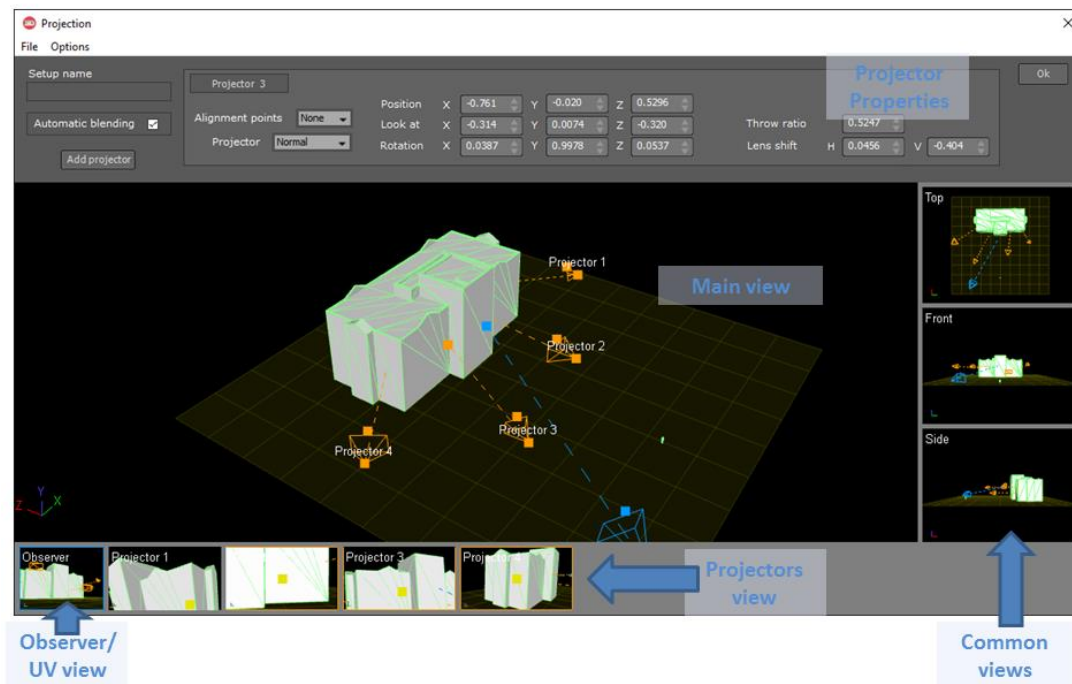 Projection
File Options
Setup name
Automatic blending
Add projector
Projector 3
Alignment points None
Projector Normal
Position X -0.761 Y -0.020 Z 0.5296
Look at X -0.314 Y 0.0074 Z -0.320
Rotation X 0.0387 Y 0.9978 Z 0.0537
Throw ratio 0.5247
Lens shift H 0.0456 V -0.404
Projector
Properties
Ok
Projector 1
Projector 2
Projector 3
Projector 4
Main view
Z Y X
Top
Front
Side
Observer
Projector 1
Projector 3
Projector
Projectors
view
Observer/
UV view
Common
views